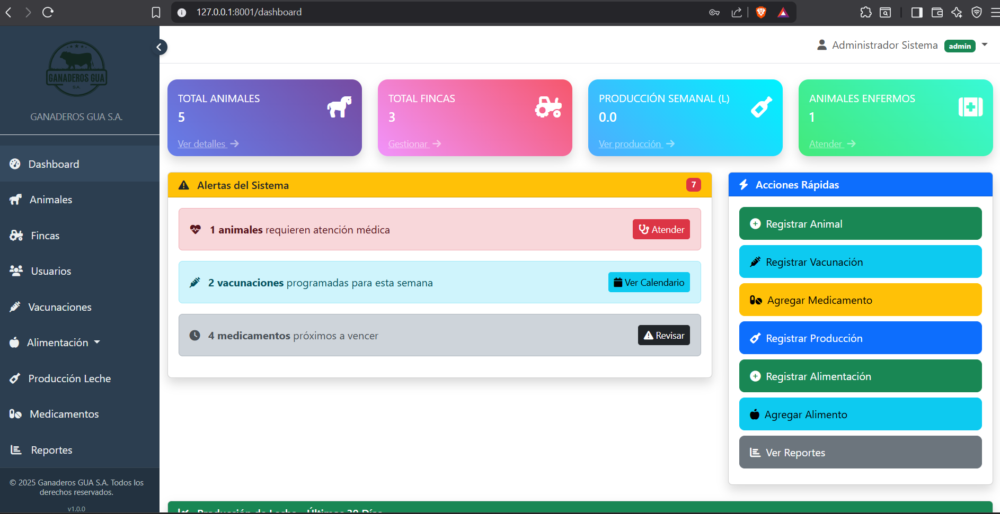 127.0.0.1:8001/dashboard
GANADEROS GUA
S.A.
GANADEROS GUA S.A.
Dashboard
Animales
Fincas
Usuarios
Vacunaciones
Alimentación
Producción Leche
Medicamentos
Reportes
© 2025 Ganaderos GUA S.A. Todos los
derechos reservados.
v1.0.0
Administrador Sistema admin
TOTAL ANIMALES
5
Ver detalles
TOTAL FINCAS
3
Gestionar
PRODUCCIÓN SEMANAL (L)
0.0
Ver producción
ANIMALES ENFERMOS
1
Atender
Alertas del Sistema 7
1 animales requieren atención médica Atender
2 vacunaciones programadas para esta semana Ver Calendario
4 medicamentos próximos a vencer Revisar
Acciones Rápidas
Registrar Animal
Registrar Vacunación
Agregar Medicamento
Registrar Producción
Registrar Alimentación
Agregar Alimento
Ver Reportes
Producción de Leche - Últimos 30 Días